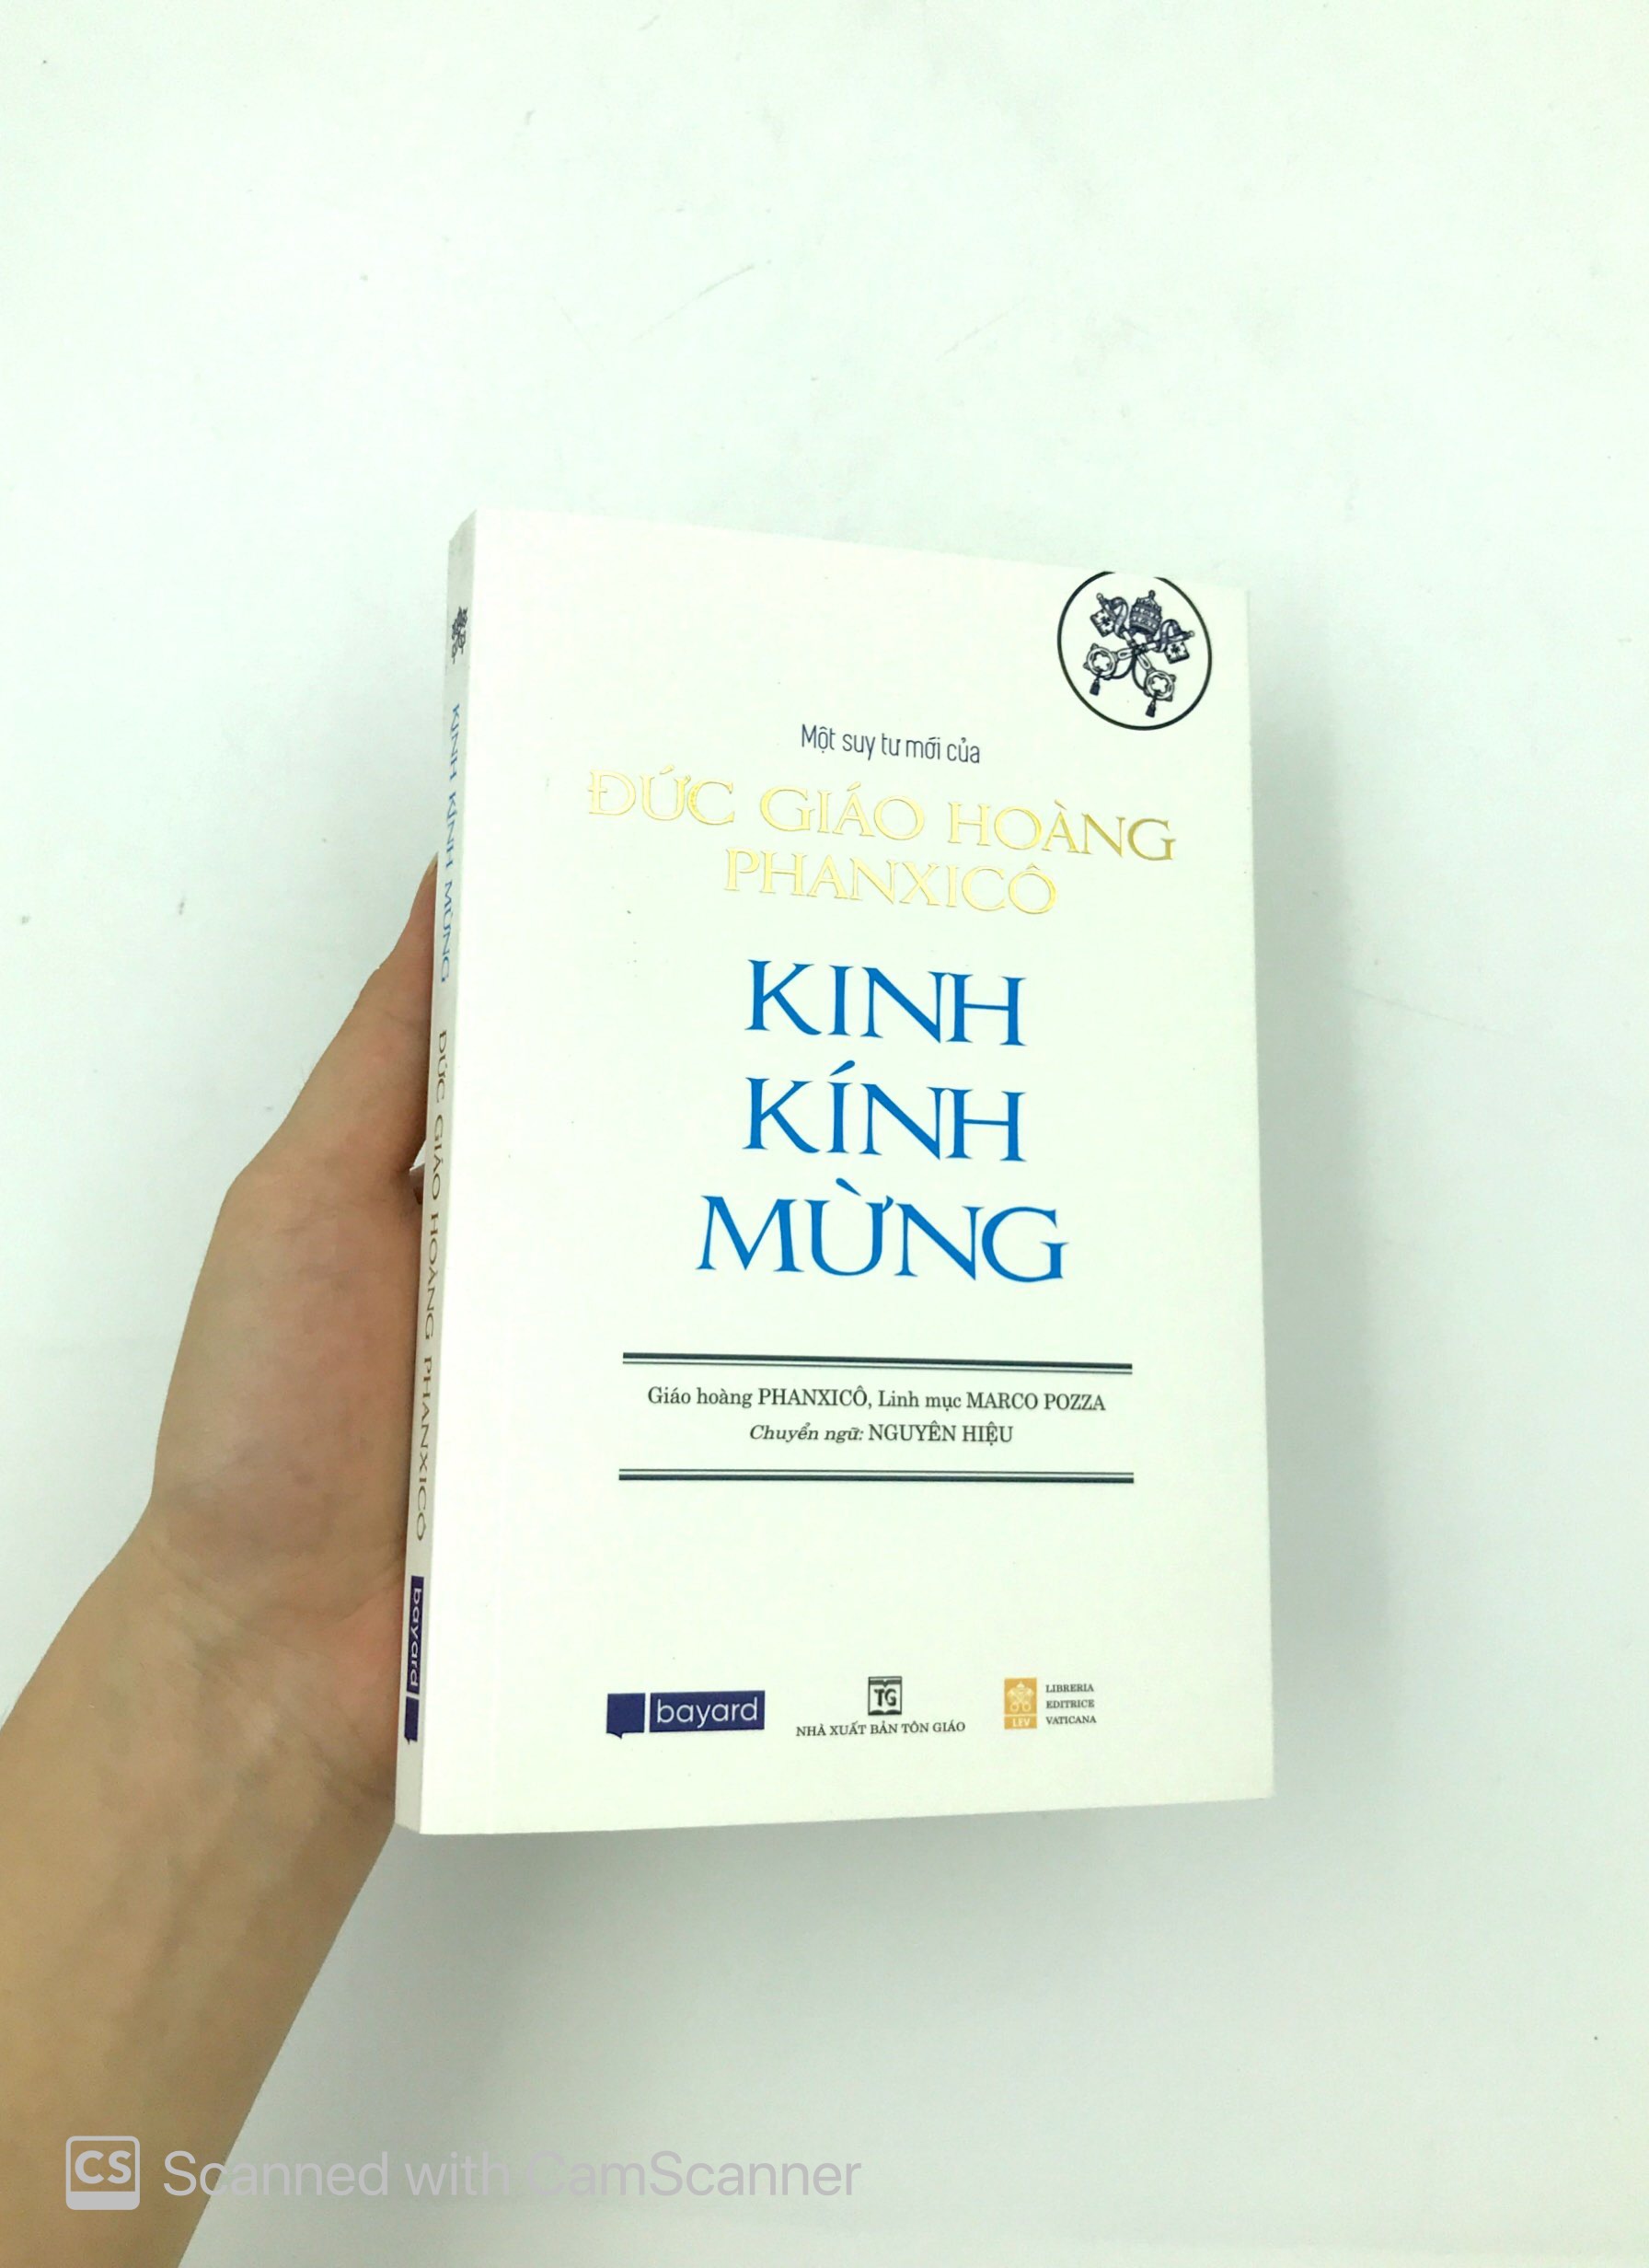 Một suy tư mới của
ĐỨC GIÁO HOÀNG
PHANXICÔ
KINH
KÍNH
MỪNG
Giáo hoàng PHANXICÔ, Linh mục MARCO POZZA
Chuyển ngữ: NGUYÊN HIỆU
bayard
TG
NHÀ XUẤT BẢN TÔN GIÁO
LEV
LIBRERIA
EDITRICE
VATICANA
KINH KÍNH MỪNG ĐỨC GIÁO HOÀNG PHANXICÔ bayard
CS Scanned with CamScanner